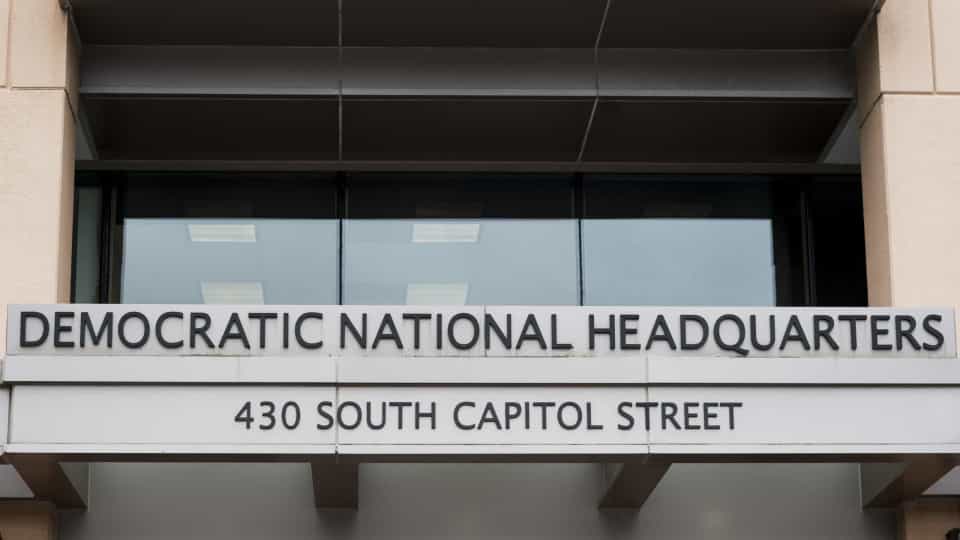 DEMOCRATIC NATIONAL HEADQUARTERS
430 SOUTH CAPITOL STREET